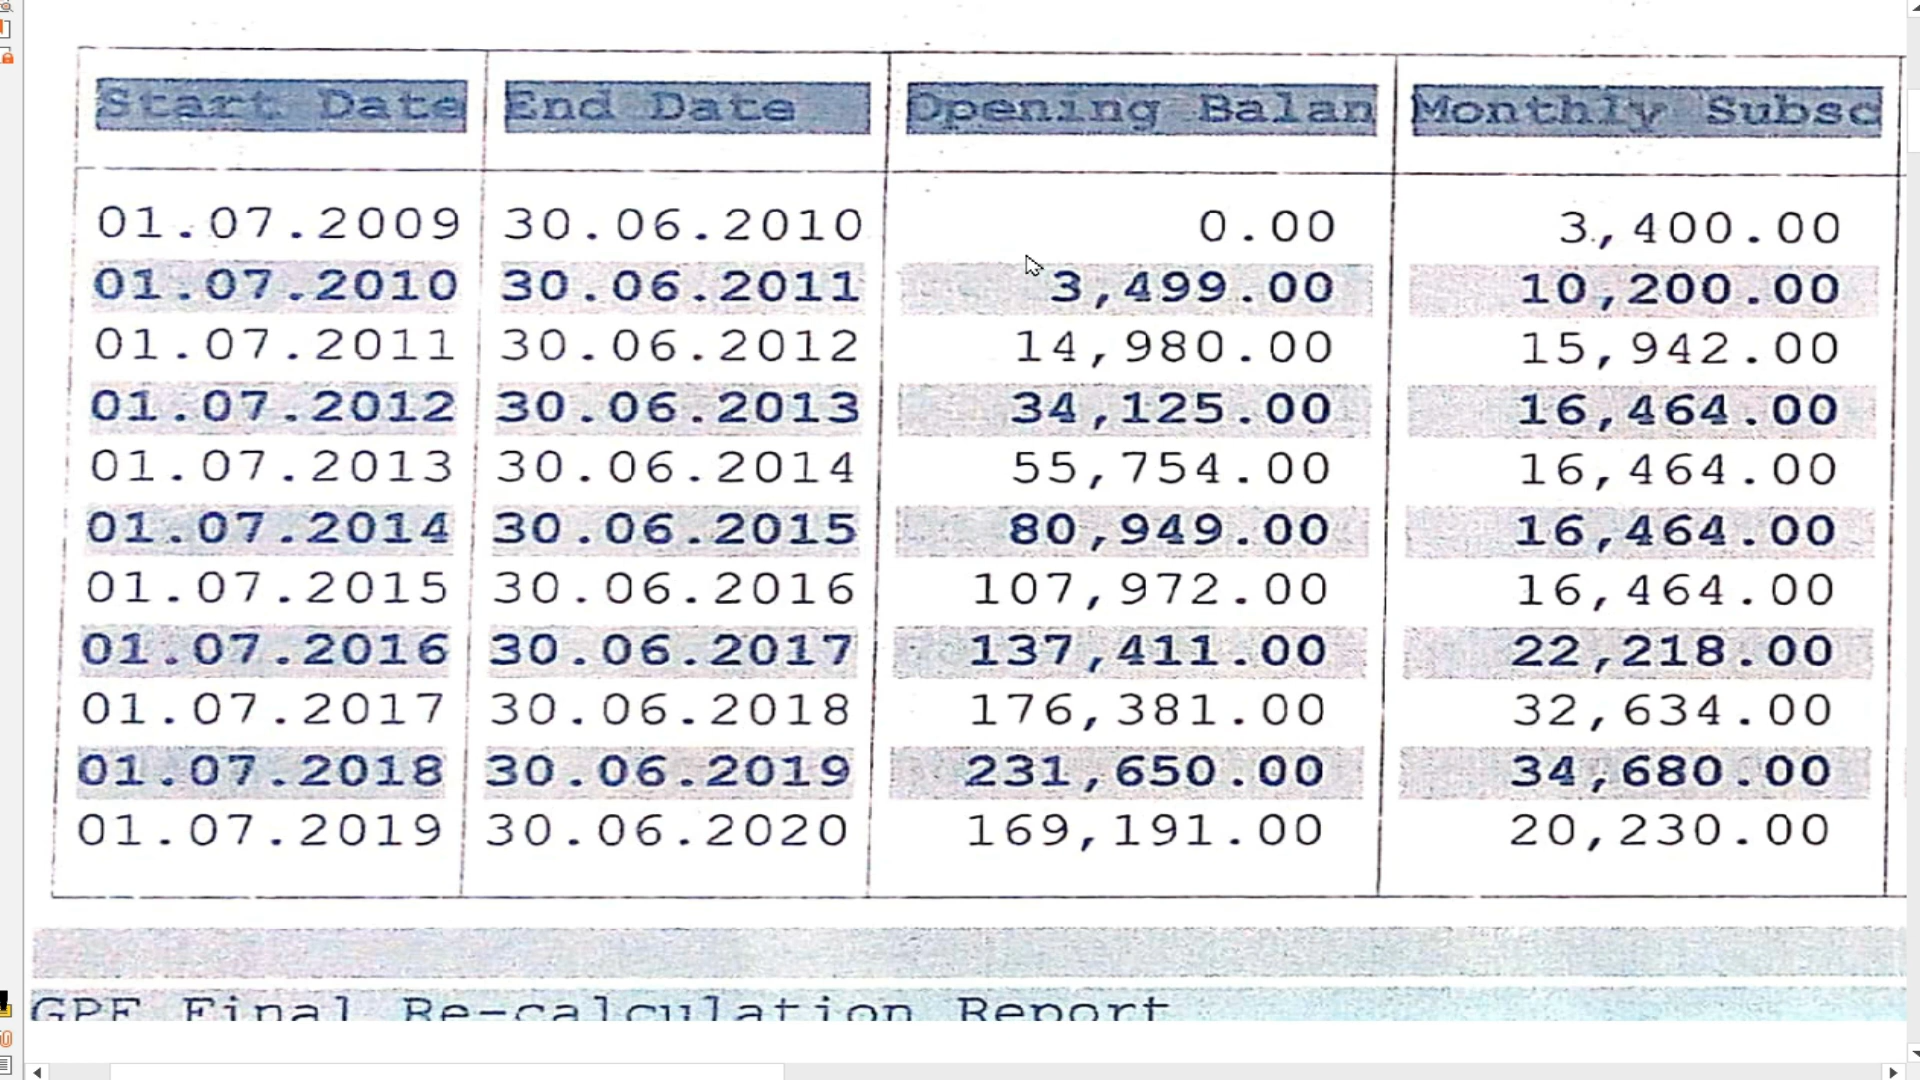 Start Date End Date Opening Balan Monthly Subsc
01.07.2009 30.06.2010 0.00 3,400.00
01.07.2010 30.06.2011 3,499.00 10,200.00
01.07.2011 30.06.2012 14,980.00 15,942.00
01.07.2012 30.06.2013 34,125.00 16,464.00
01.07.2013 30.06.2014 55,754.00 16,464.00
01.07.2014 30.06.2015 80,949.00 16,464.00
01.07.2015 30.06.2016 107,972.00 16,464.00
01.07.2016 30.06.2017 137,411.00 22,218.00
01.07.2017 30.06.2018 176,381.00 32,634.00
01.07.2018 30.06.2019 231,650.00 34,680.00
01.07.2019 30.06.2020 169,191.00 20,230.00
GPF Final Re-calculation Report